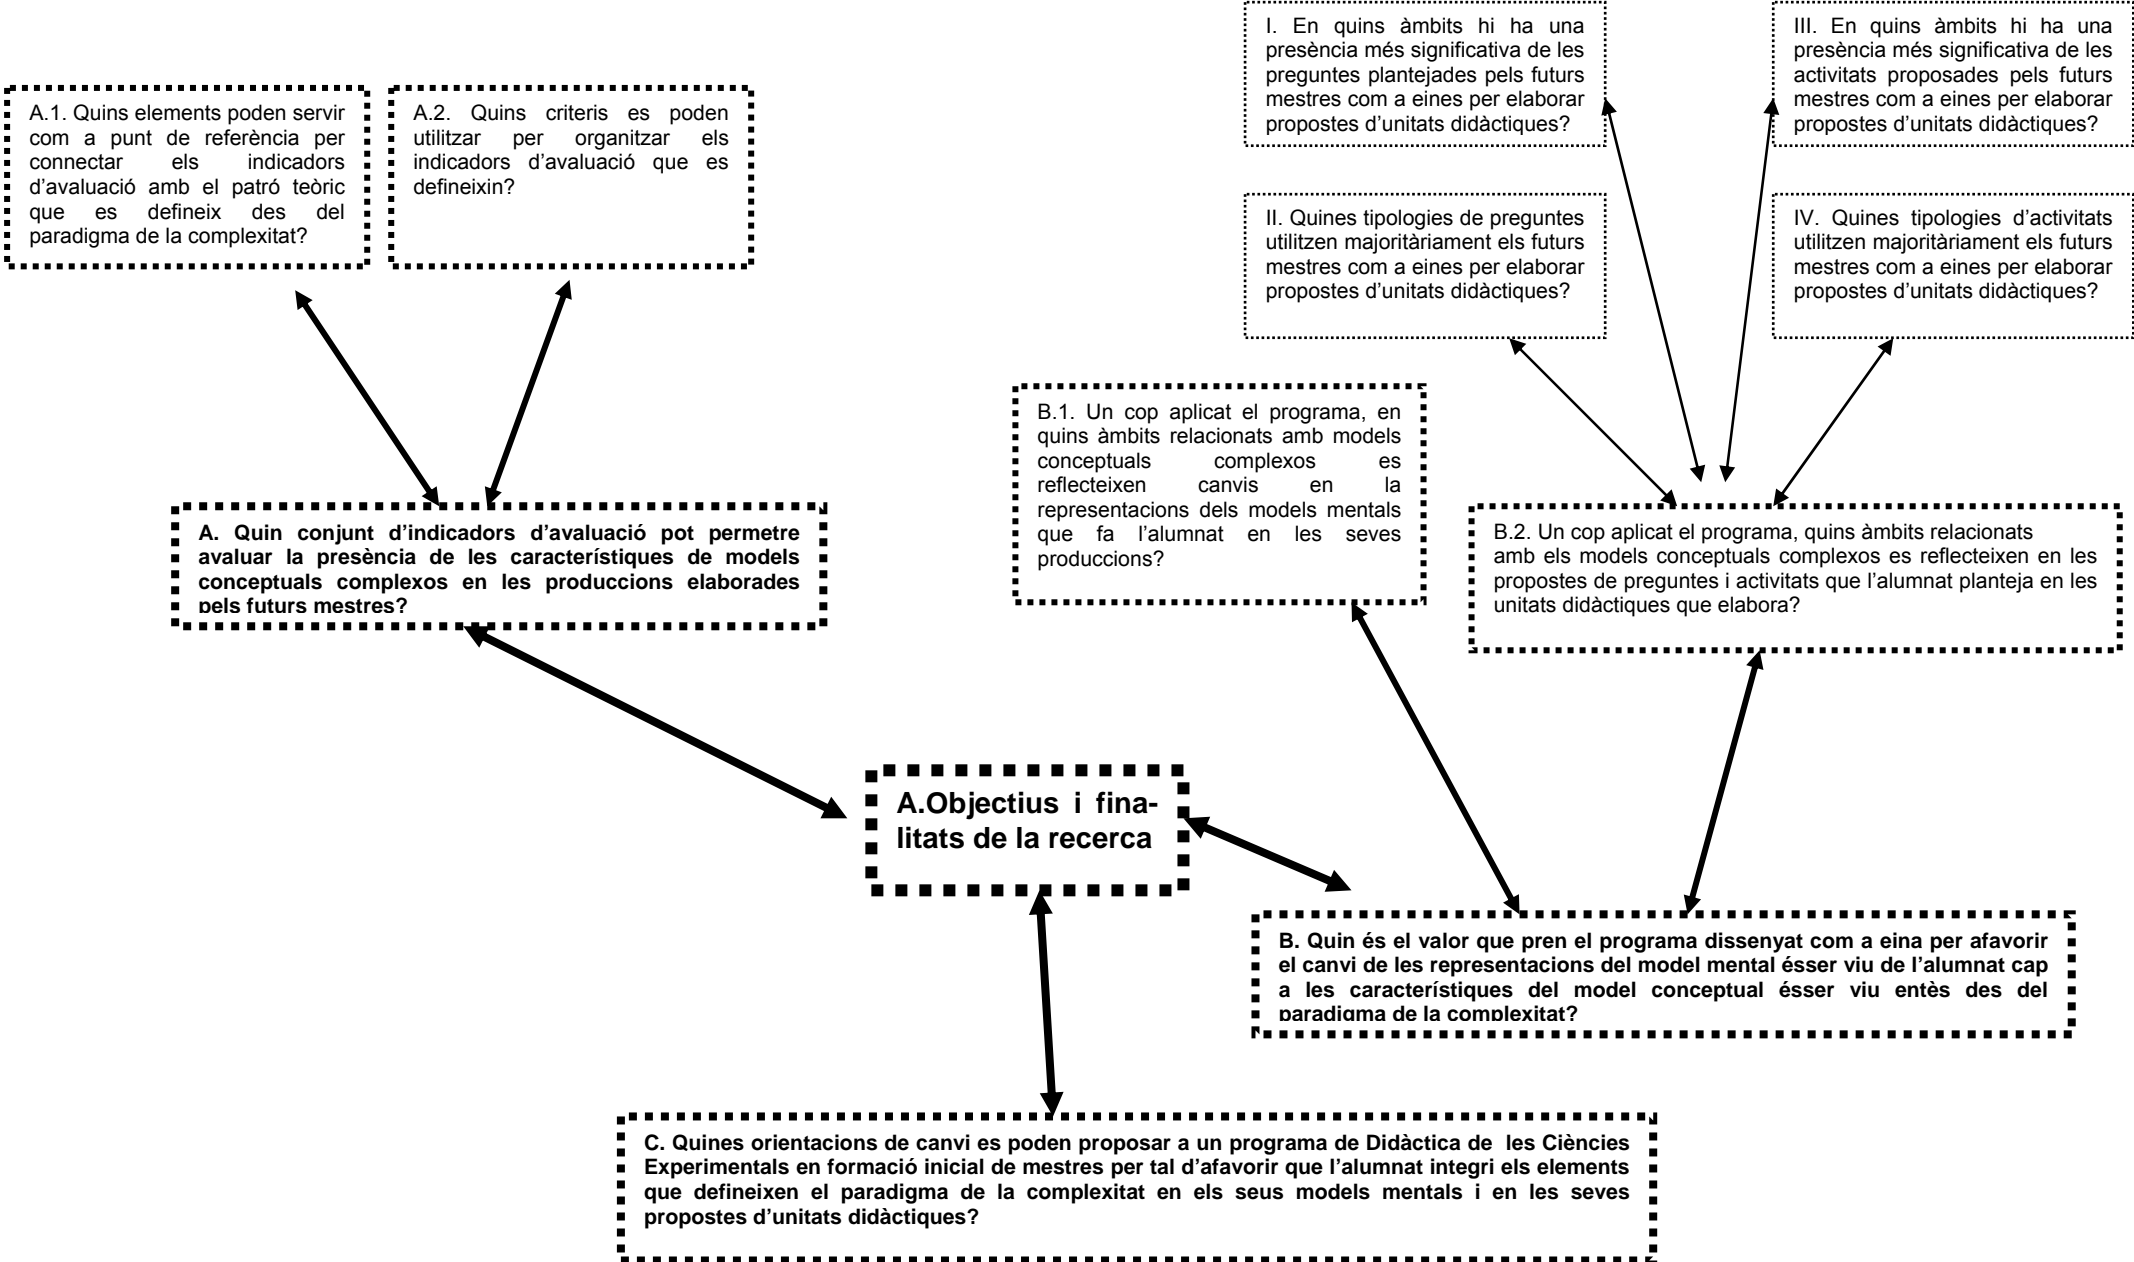 I. En quins àmbits hi ha una
presència més significativa de les
preguntes plantejades pels futurs
mestres com a eines per elaborar
propostes d'unitats didàctiques?
III. En quins àmbits hi ha una
presència més significativa de les
activitats proposades pels futurs
mestres com a eines per elaborar
propostes d'unitats didàctiques?
A.1. Quins elements poden servir
com a punt de referència per
connectar els indicadors
d'avaluació amb el patró teòric
que es defineix des del
paradigma de la complexitat?
A.2. Quins criteris es poden
utilitzar per organitzar els
indicadors d'avaluació que es
defineixin?
II. Quines tipologies de preguntes
utilitzen majoritàriament els futurs
mestres com a eines per elaborar
propostes d'unitats didàctiques?
IV. Quines tipologies d'activitats
utilitzen majoritàriament els futurs
mestres com a eines per elaborar
propostes d'unitats didàctiques?
B.1. Un cop aplicat el programa, en
quins àmbits relacionats amb models
conceptuals complexos es
reflecteixen canvis en la
representacions dels models mentals
que fa l'alumnat en les seves
produccions?
A. Quin conjunt d'indicadors d'avaluació pot permetre
avaluar la presència de les característiques de models
conceptuals complexos en les produccions elaborades
pels futurs mestres?
B.2. Un cop aplicat el programa, quins àmbits relacionats
amb els models conceptuals complexos es reflecteixen en les
propostes de preguntes i activitats que l'alumnat planteja en les
unitats didàctiques que elabora?
A.Objectius i fina-
litats de la recerca
B. Quin és el valor que pren el programa dissenyat com a eina per afavorir
el canvi de les representacions del model mental ésser viu de l'alumnat cap
a les característiques del model conceptual ésser viu entès des del
paradigma de la complexitat?
C. Quines orientacions de canvi es poden proposar a un programa de Didàctica de les Ciències
Experimentals en formació inicial de mestres per tal d'afavorir que l'alumnat integri els elements
que defineixen el paradigma de la complexitat en els seus models mentals i en les seves
propostes d'unitats didàctiques?